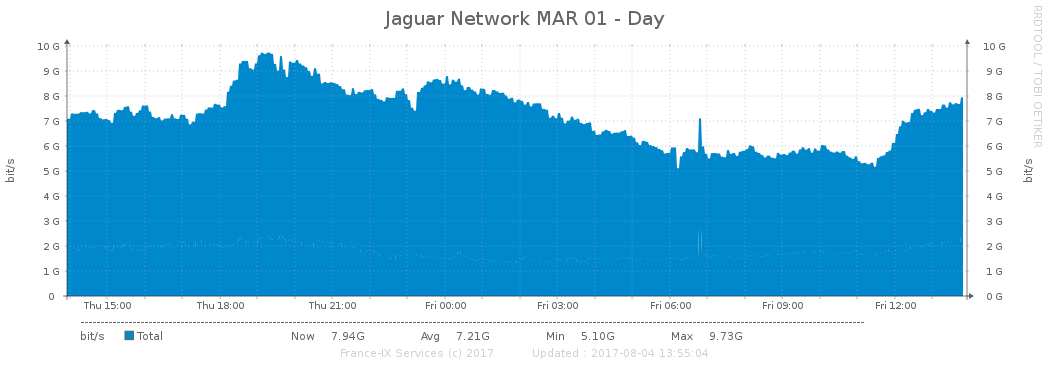 Jaguar Network MAR 01 - Day
RRDTOOL / TOBI OETIKER
10 G 10 G
9 G 9 G
8 G 8 G
7 G 7 G
6 G 6 G
5 G 5 G
4 G 4 G
3 G 3 G
2 G 2 G
1 G 1 G
0 0 G
bit/s bit/s
Thu 15:00 Thu 18:00 Thu 21:00 Fri 00:00 Fri 03:00 Fri 06:00 Fri 09:00 Fri 12:00
bit/s Total Now 7.94G Avg 7.21G Min 5.10G Max 9.73G
France-IX Services (c) 2017 Updated : 2017-08-04 13:55:04